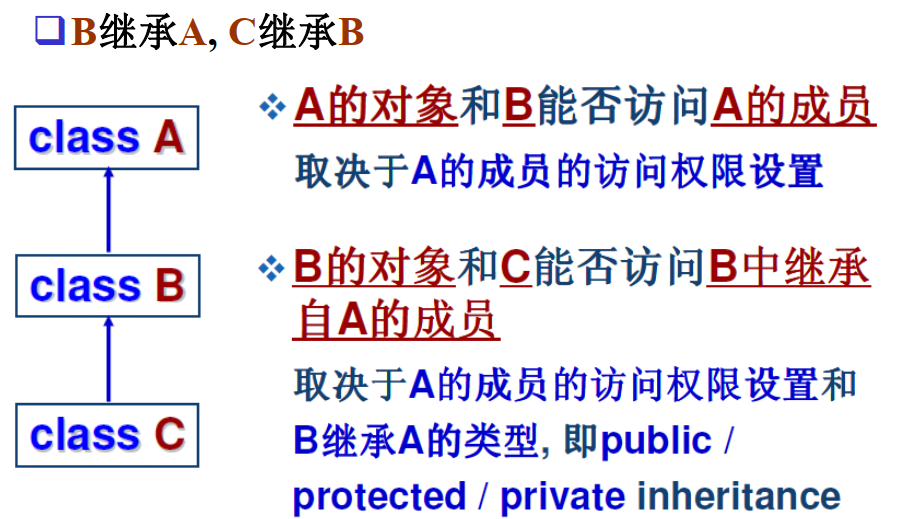 B继承A, C继承B
class A
class B
class C
A的对象和B能否访问A的成员
取决于A的成员的访问权限设置
B的对象和C能否访问B中继承
自A的成员
取决于A的成员的访问权限设置和
B继承A的类型, 即public /
protected / private inheritance